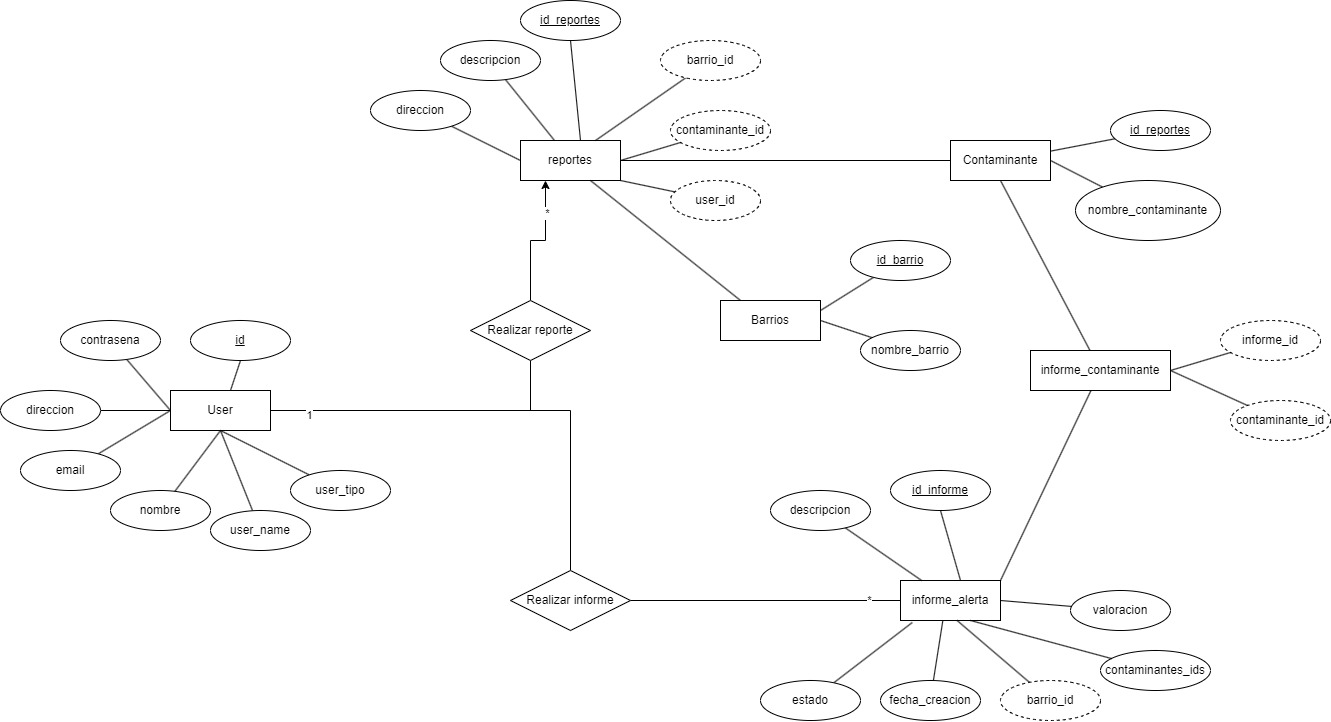 id_reportes
descripcion
barrio_id
direccion
contaminante_id
id_reportes
reportes
Contaminante
user_id
nombre_contaminante
*
id_barrio
Realizar reporte
Barrios
nombre_barrio
contrasena
id
informe_id
informe_contaminante
direccion
User
1
contaminante_id
email
user_tipo
nombre
user_name
descripcion
id_informe
Realizar informe
*
informe_alerta
valoracion
contaminantes_ids
estado
fecha_creacion
barrio_id